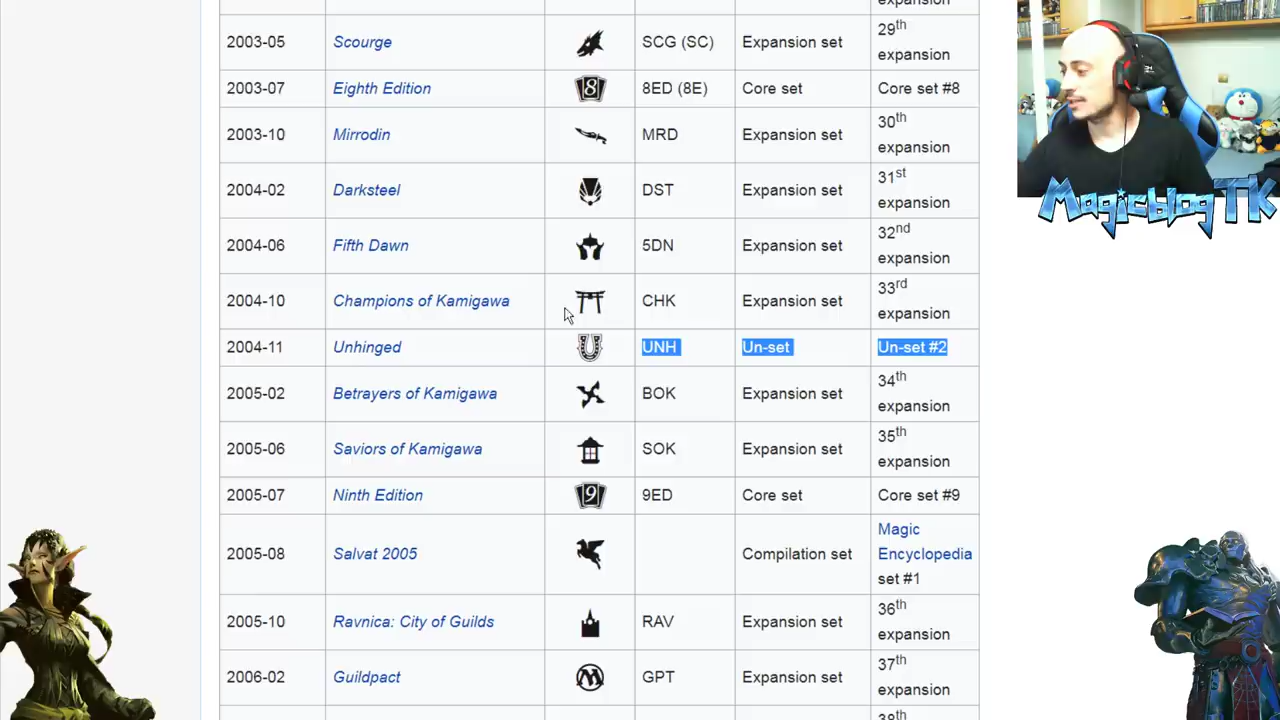 expansion
2003-05 Scourge SCG (SC) Expansion set 29th
expansion
2003-07 Eighth Edition 8 8ED (8E) Core set Core set #8
2003-10 Mirrodin MRD Expansion set 30th
expansion
2004-02 Darksteel DST Expansion set 31st
expansion
2004-06 Fifth Dawn 5DN Expansion set 32nd
expansion
2004-10 Champions of Kamigawa CHK Expansion set 33rd
expansion
2004-11 Unhinged UNH Un-set Un-set #2
2005-02 Betrayers of Kamigawa BOK Expansion set 34th
expansion
2005-06 Saviors of Kamigawa SOK Expansion set 35th
expansion
2005-07 Ninth Edition 9 9ED Core set Core set #9
2005-08 Salvat 2005 Compilation set Magic
Encyclopedia
set #1
2005-10 Ravnica: City of Guilds RAV Expansion set 36th
expansion
2006-02 Guildpact GPT Expansion set 37th
expansion
38th
MagicblogTK